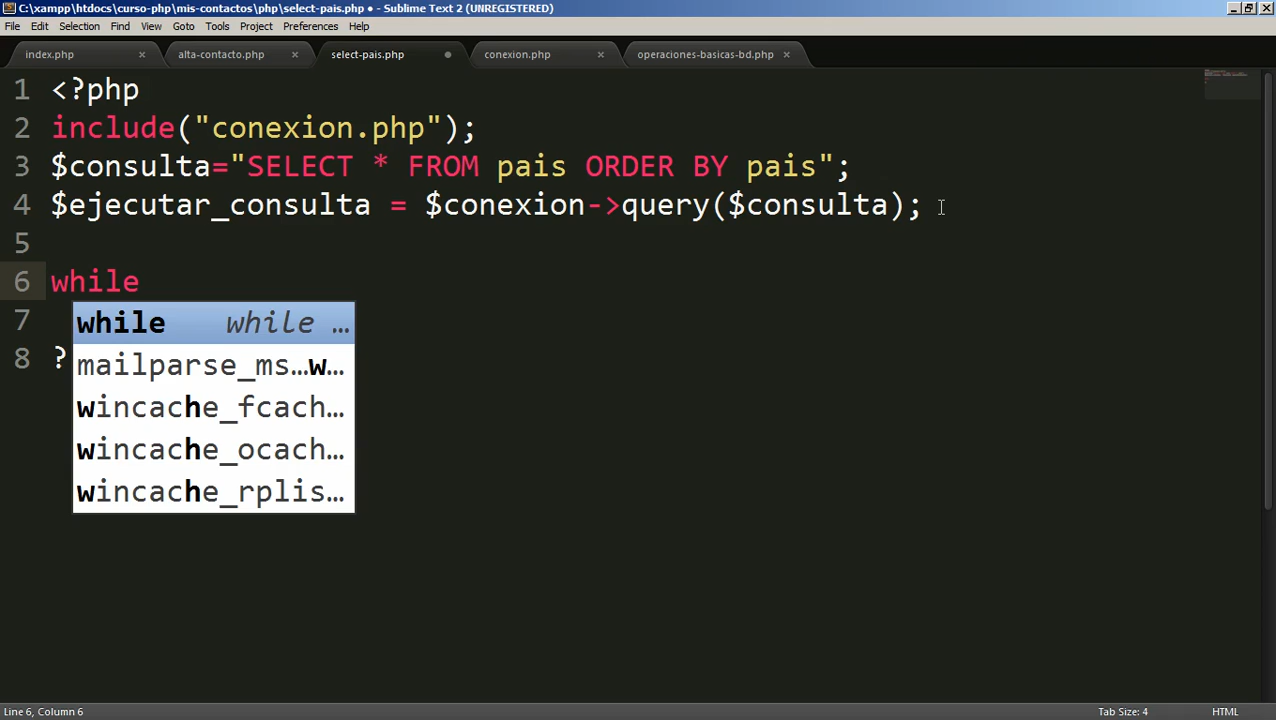 C:\xampp\htdocs\curso-php\mis-contactos\php\select-pais.php • - Sublime Text 2 (UNREGISTERED)
File Edit Selection Find View Goto Tools Project Preferences Help
index.php × alta-contacto.php × select-pais.php conexion.php × operaciones-basicas-bd.php ×
1 <?php
2 include("conexion.php");
3 $consulta="SELECT * FROM pais ORDER BY pais";
4 $ejecutar_consulta = $conexion->query($consulta);
5
6 while
while while …
7
mailparse_ms…w…
8 ?
wincache_fcach…
wincache_ocach…
wincache_rplis…
Line 6, Column 6 Tab Size: 4 HTML